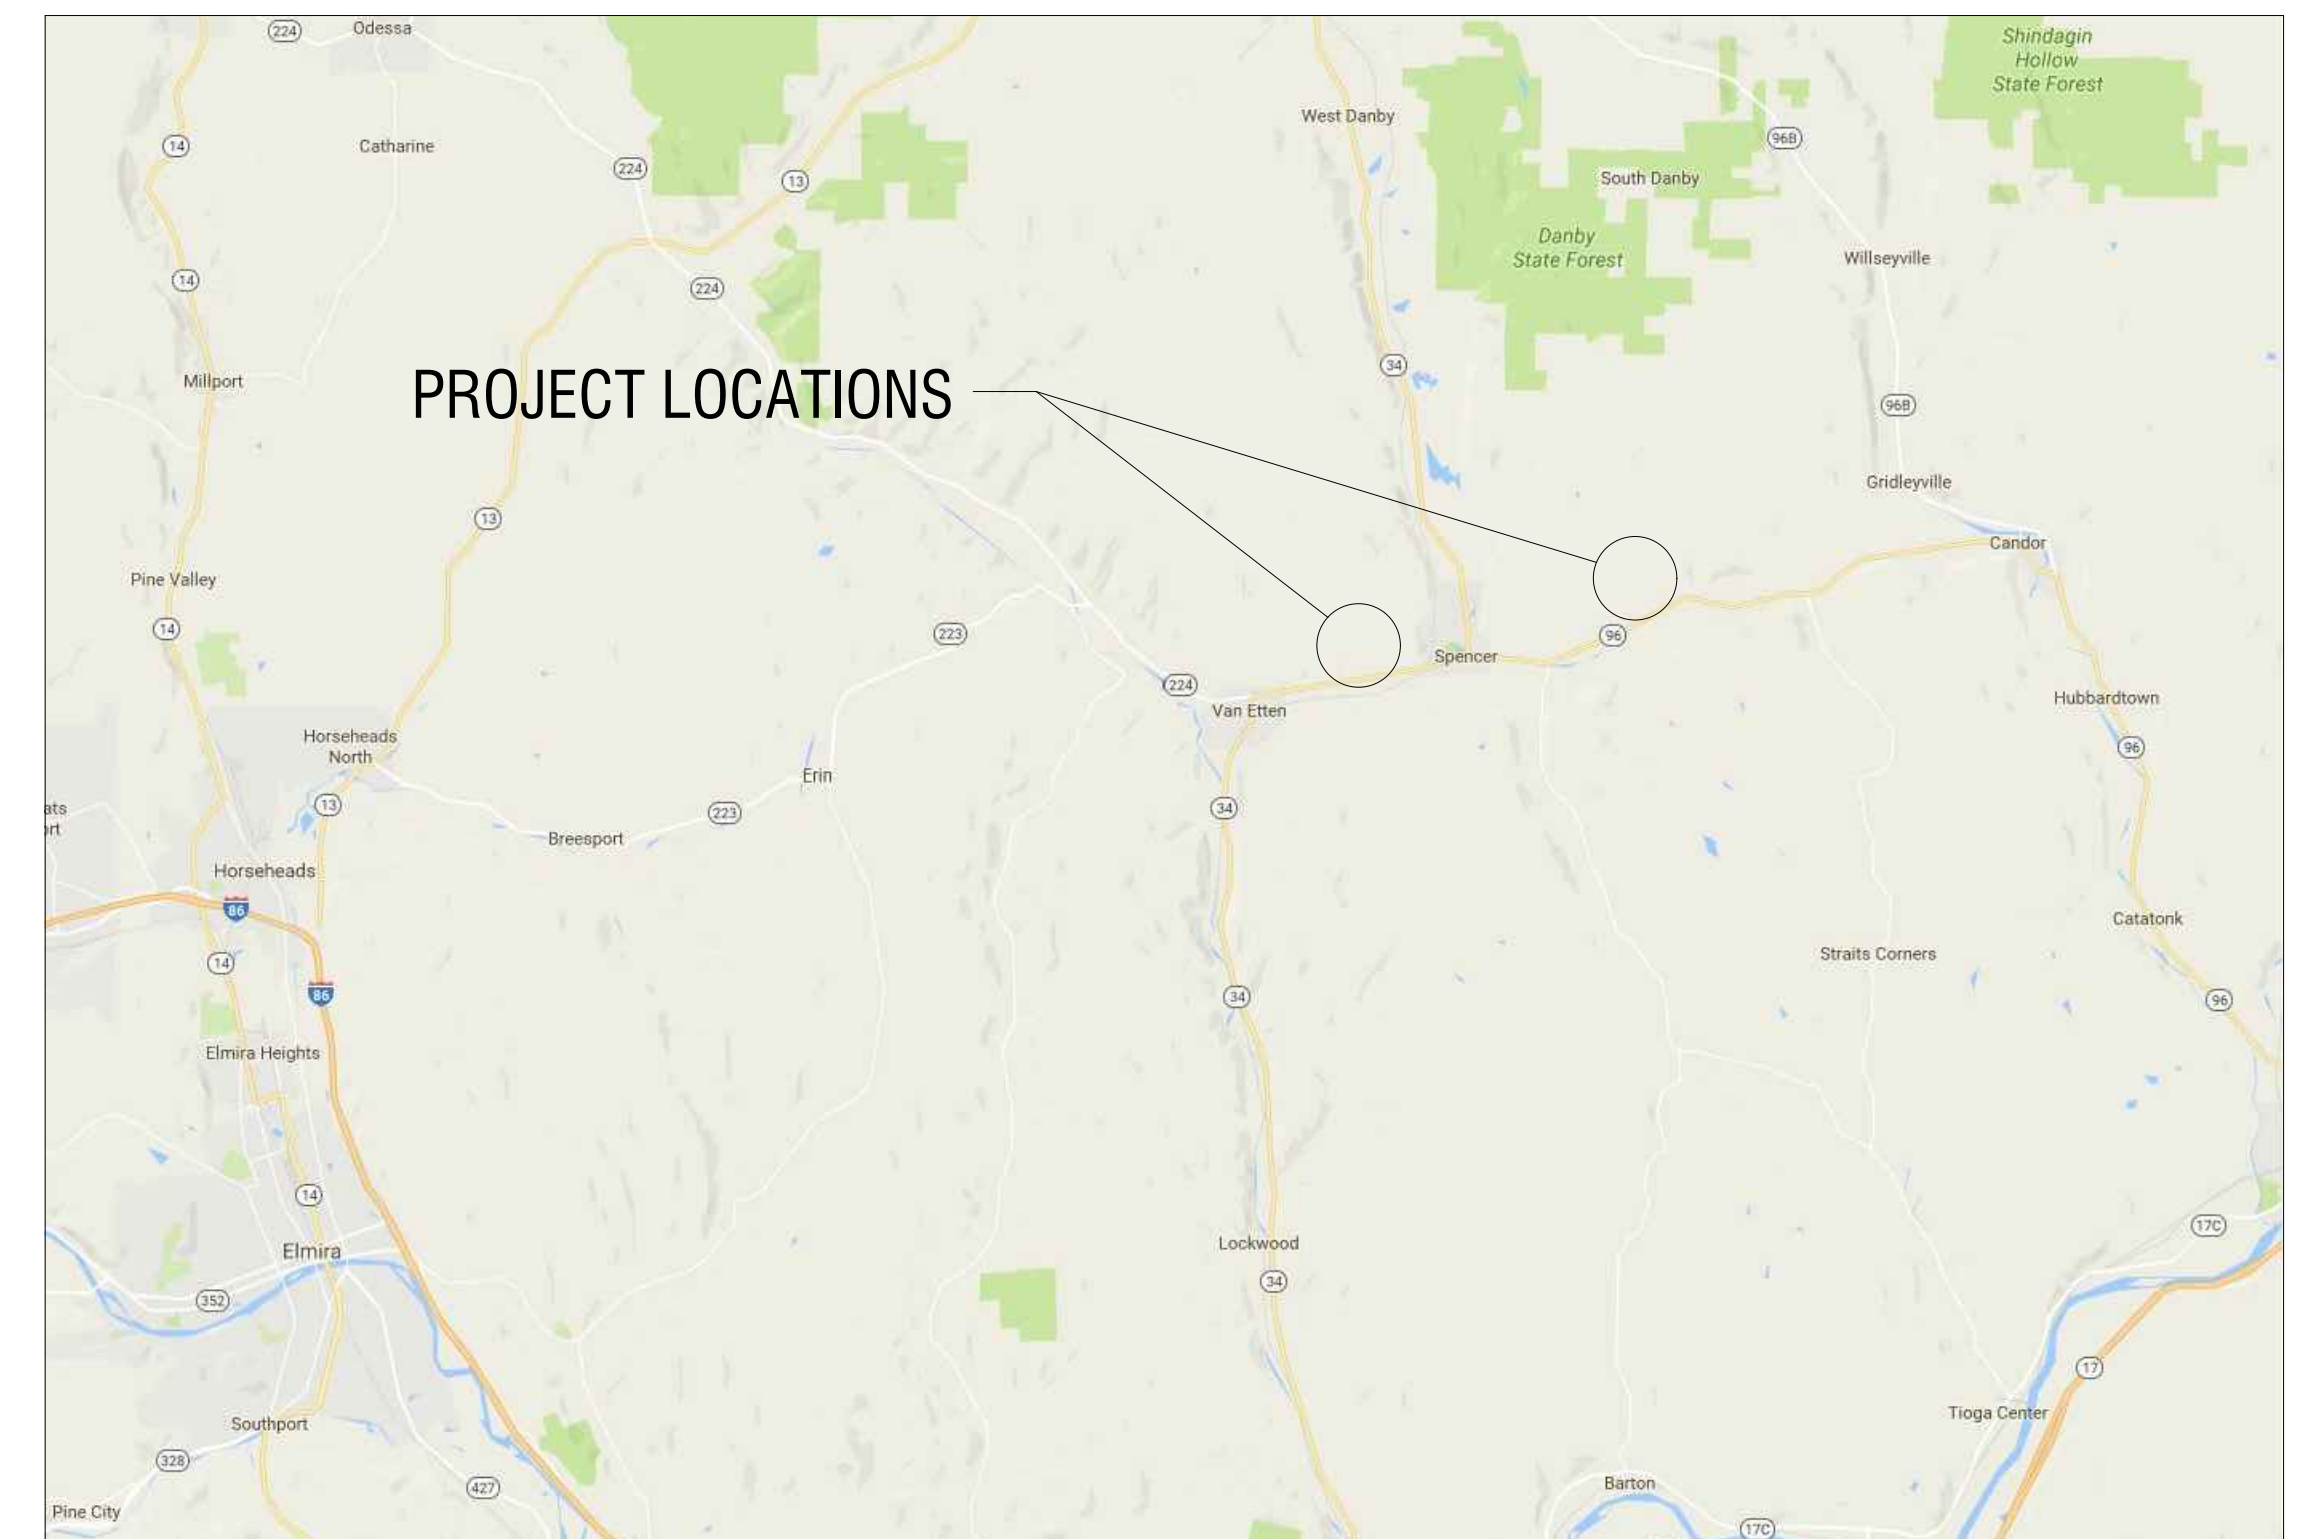 224
Odessa
Shindagin
Hollow
State Forest
West Danby
14
Catharine
96B
224
13
South Danby
Danby
State Forest
Willseyville
14
224
34
Millport
PROJECT LOCATIONS
96B
Gridleyville
13
Candor
Pine Valley
14
223
96
Spencer
224
Van Etten
Hubbardtown
Horseheads
North
96
Erin
13
ats
ort
34
223
Breesport
Horseheads
86
Catatonk
14
Straits Corners
86
34
96
Elmira Heights
14
17C
Lockwood
Elmira
34
352
17
Tioga Center
Southport
328
Barton
427
Pine City
17C